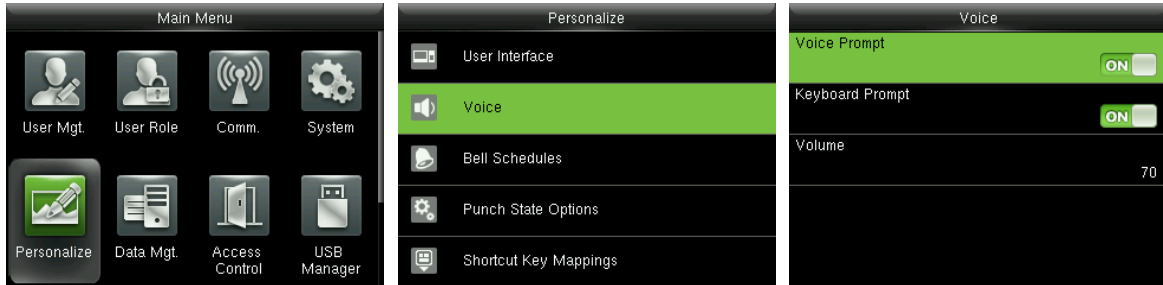 Main Menu
User Mgt.
User Role
Comm.
System
Personalize
Data Mgt.
Access
Control
USB
Manager
Personalize
User Interface
Voice
Bell Schedules
Punch State Options
Shortcut Key Mappings
Voice
Voice Prompt
ON
Keyboard Prompt
ON
Volume
70